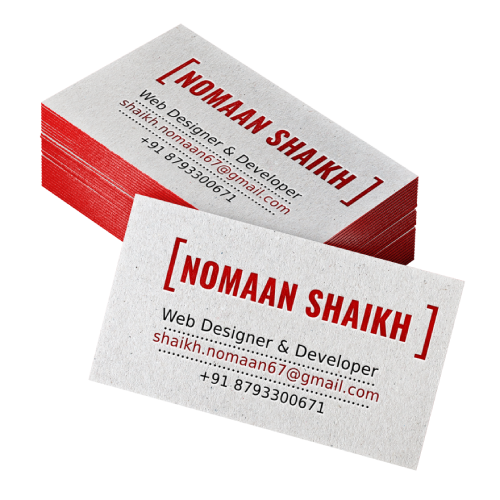 [NOMAAN SHAIKH]
Web Designer & Developer
shaikh.nomaan67@gmail.com
+91 8793300671
[NOMAAN SHAIKH]
Web Designer & Developer
shaikh.nomaan67@gmail.com
+91 8793300671